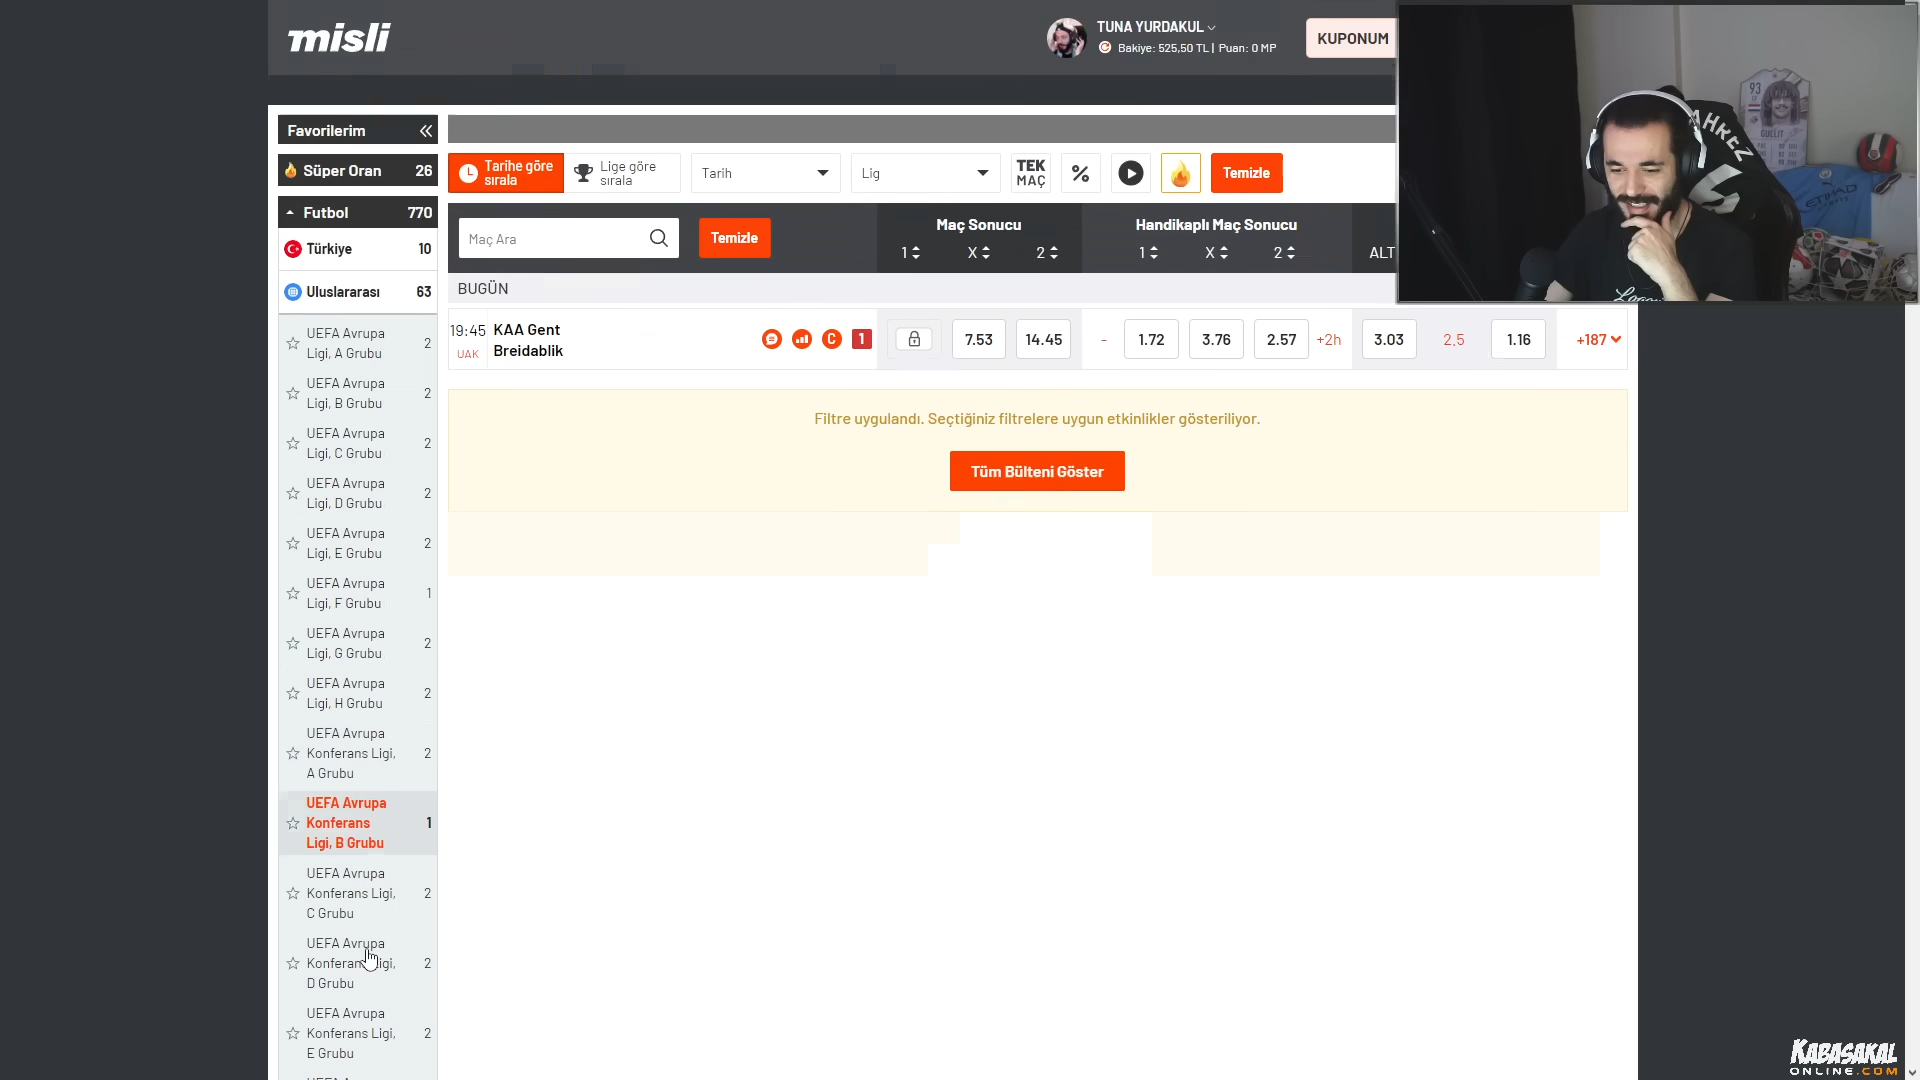 misli
TUNA YURDAKUL
Bakiye: 525,50 TL | Puan: 0 MP
KUPONUM
Favorilerim
Süper Oran 26
Futbol 770
Türkiye 10
Uluslararası 63
UEFA Avrupa
Ligi, A Grubu 2
UEFA Avrupa
Ligi, B Grubu 2
UEFA Avrupa
Ligi, C Grubu 2
UEFA Avrupa
Ligi, D Grubu 2
UEFA Avrupa
Ligi, E Grubu 2
UEFA Avrupa
Ligi, F Grubu 1
UEFA Avrupa
Ligi, G Grubu 2
UEFA Avrupa
Ligi, H Grubu 2
UEFA Avrupa
Konferans Ligi, 2
A Grubu
UEFA Avrupa
Konferans 1
Ligi, B Grubu
UEFA Avrupa
Konferans Ligi, 2
C Grubu
UEFA Avrupa
2
D Grubu
UEFA Avrupa
Konferans Ligi, 2
E Grubu
Tarihe göre
sırala
Lige göre
sırala
Tarih
Lig
TEK
MAÇ
%
Temizle
Maç Ara
Temizle
Maç Sonucu
1 X 2
Handikaplı Maç Sonucu
1 X 2
ALT
BUGÜN
19:45 KAA Gent
UAK Breidablik
C 1 7.53 14.45 - 1.72 3.76 2.57 +2h 3.03 2.5 1.16 +187
Filtre uygulandı. Seçtiğiniz filtrelere uygun etkinlikler gösteriliyor.
Tüm Bülteni Göster
93
GULLIT
AHREZ
ETIHAD
KABASAKAL
ONLINE.COM